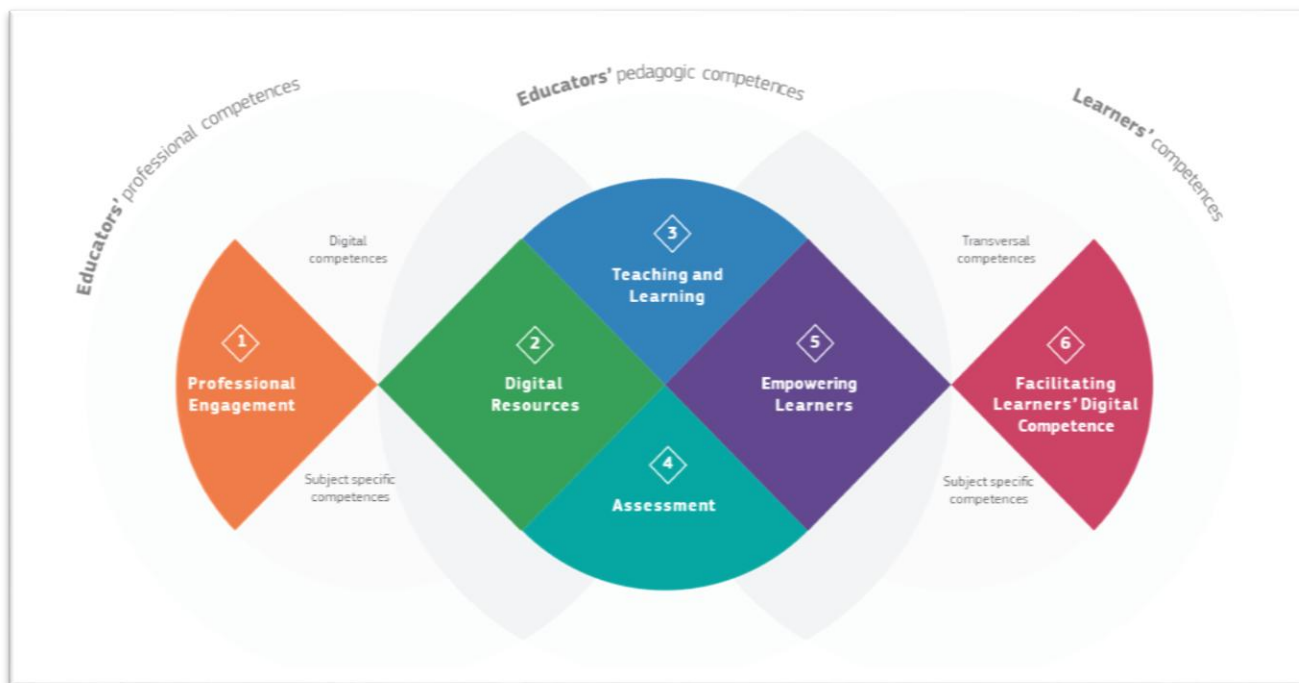 Educators' professional competences
Educators' pedagogic competences
Learners' competences
Digital
competences
Subject specific
competences
1
Professional
Engagement
2
Digital
Resources
3
Teaching and
Learning
4
Assessment
5
Empowering
Learners
Transversal
competences
6
Facilitating
Learners' Digital
Competence
Subject specific
competences